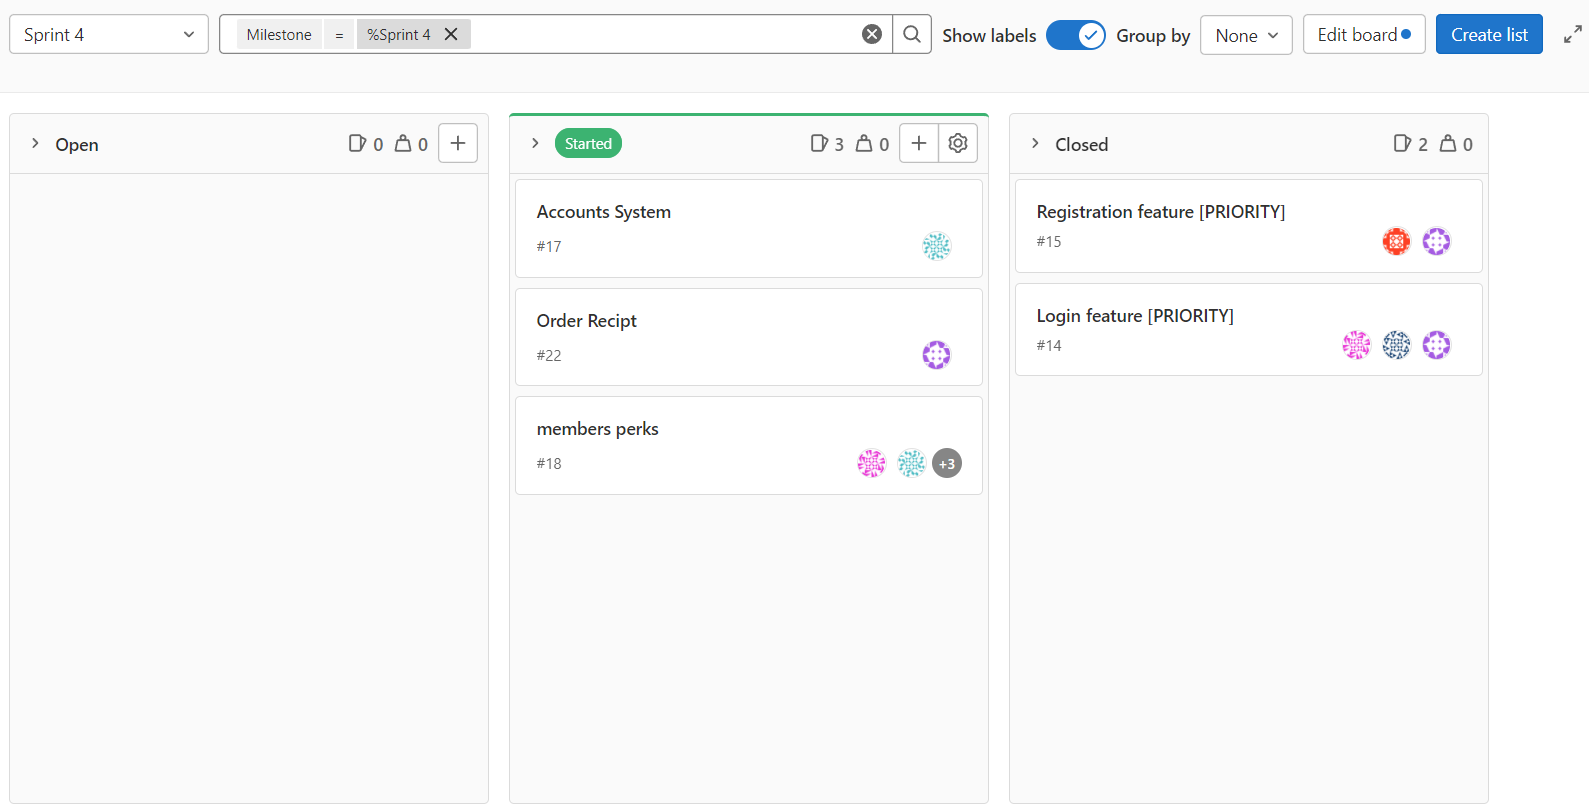 Sprint 4
Milestone = %Sprint 4
Show labels
Group by
None
Edit board
Create list
Open 0 0
Started 3 0
Accounts System
#17
Order Recipt
#22
members perks
#18
+3
Closed 2 0
Registration feature [PRIORITY]
#15
Login feature [PRIORITY]
#14